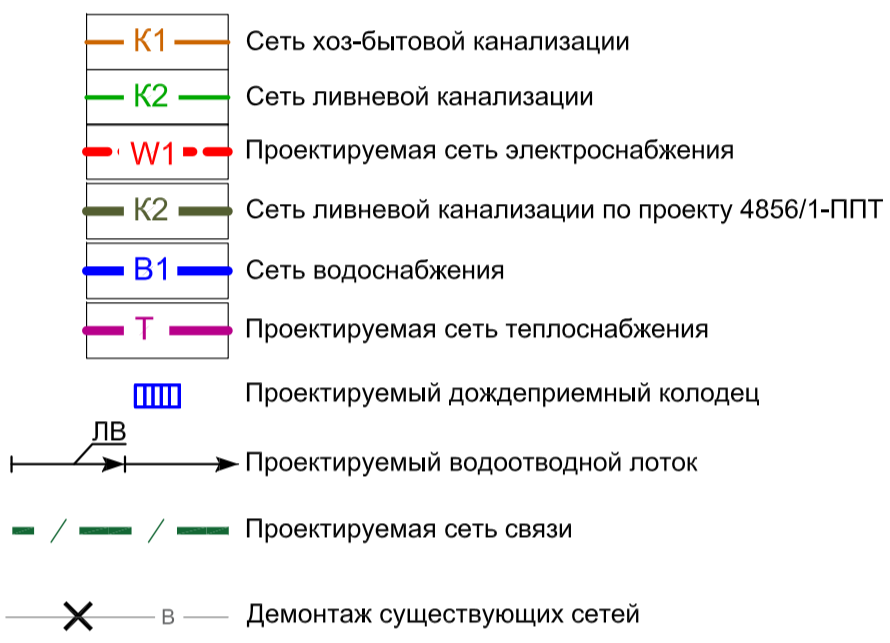 К1 Сеть хоз-бытовой канализации
К2 Сеть ливневой канализации
W1 Проектируемая сеть электроснабжения
К2 Сеть ливневой канализации по проекту 4856/1-ППТ
В1 Сеть водоснабжения
Т Проектируемая сеть теплоснабжения
Проектируемый дождеприемный колодец
ЛВ
Проектируемый водоотводной лоток
Проектируемая сеть связи
В Демонтаж существующих сетей